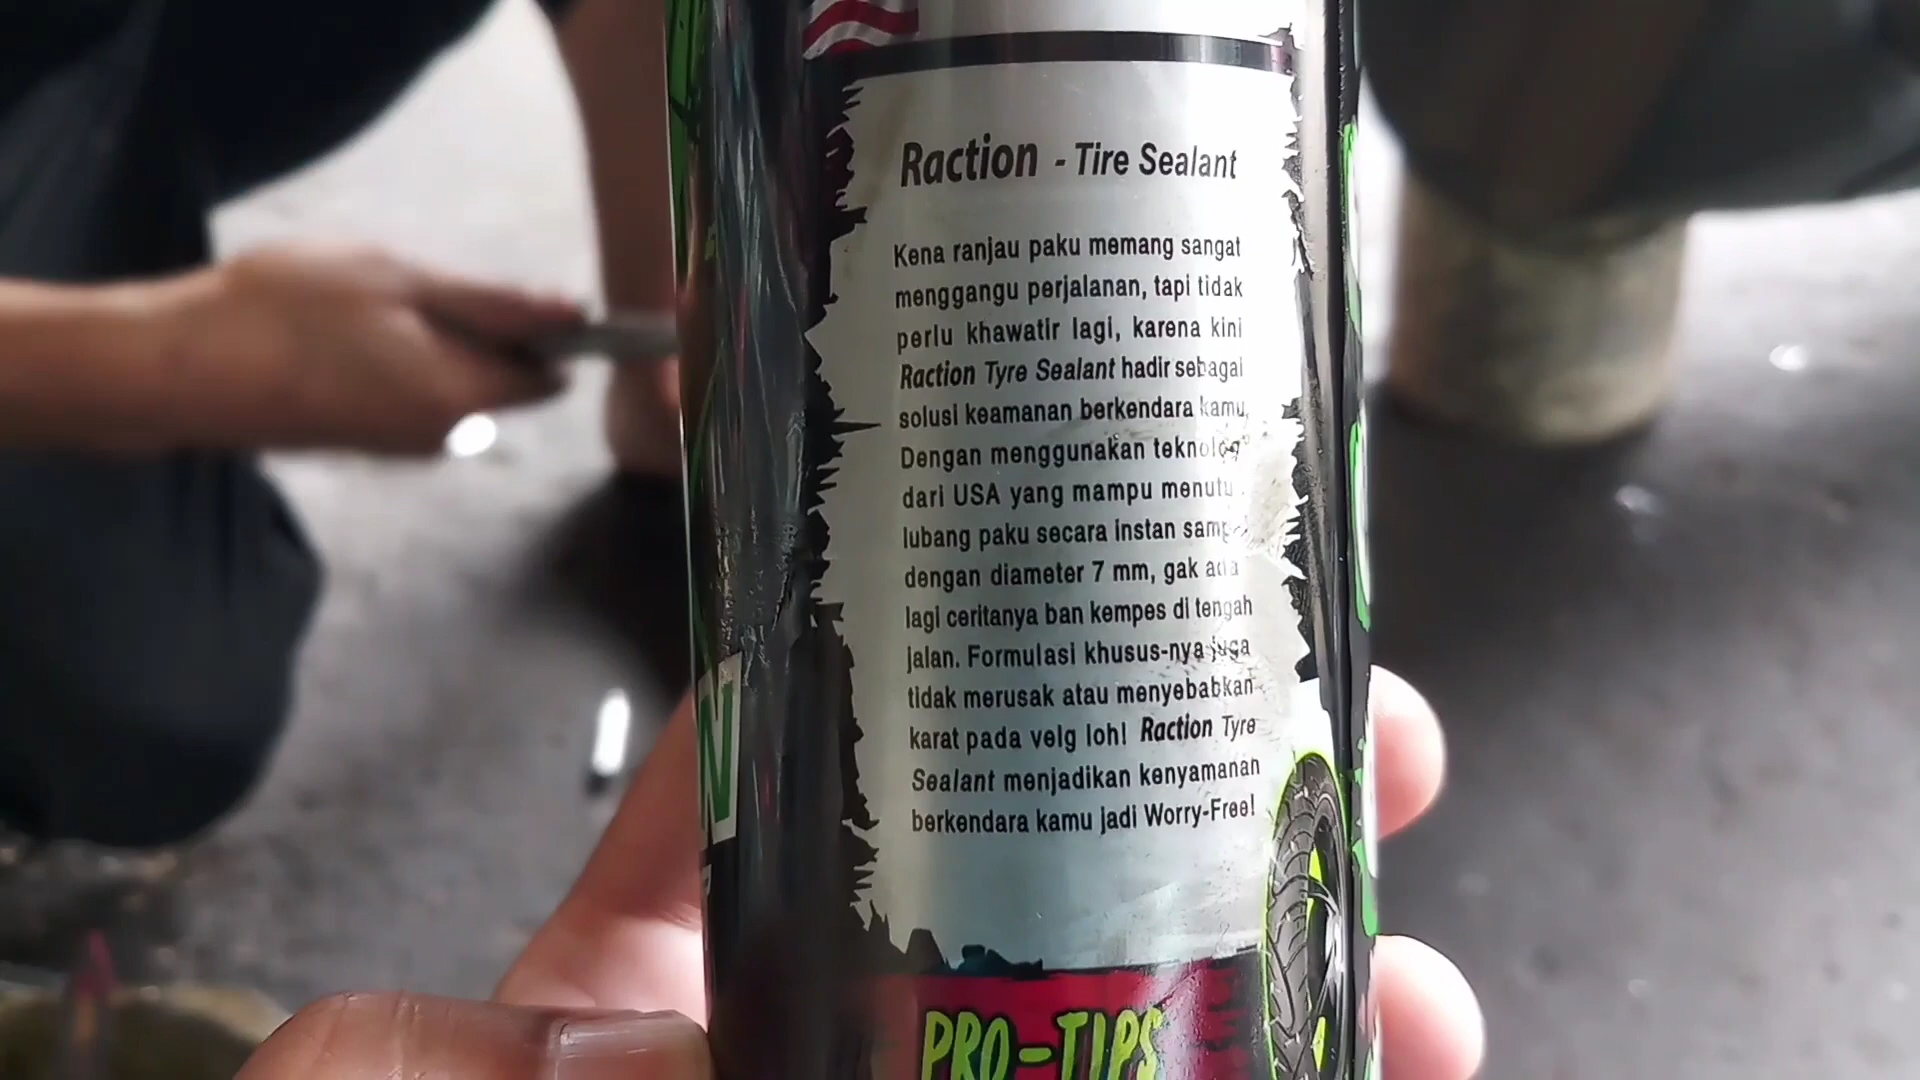 Raction - Tire Sealant
Kena ranjau paku memang sangat
menggangu perjalanan, tapi tidak
perlu khawatir lagi, karena kini
Raction Tyre Sealant hadir sebagai
solusi keamanan berkendara kamu,
Dengan menggunakan
dari USA yang mampu
lubang paku secara instan
dengan diameter 7 mm, gak ada
lagi ceritanya ban kempes di tengah
jalan. Formulasi khusus-nya juga
tidak merusak atau menyebabkan
karat pada velg loh! Raction Tyre
Sealant menjadikan kenyamanan
berkendara kamu jadi Worry-Free!
N
PRO-TIPS